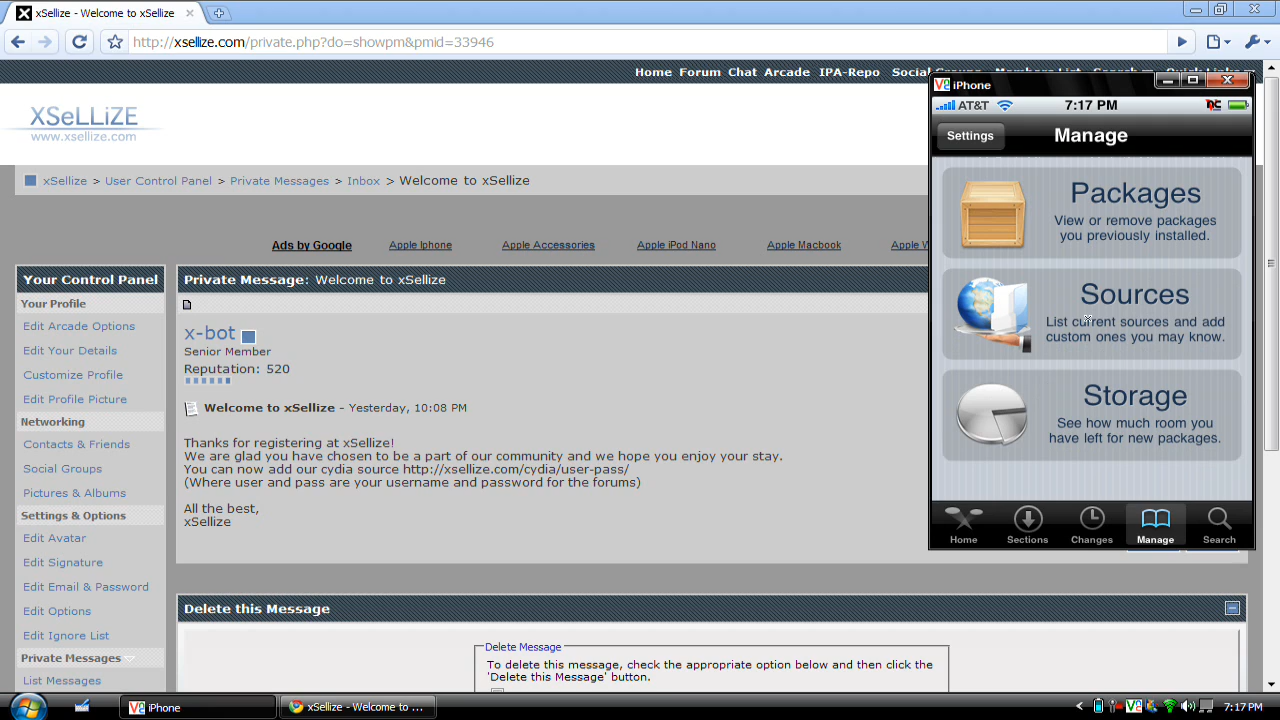 xSellize - Welcome to xSellize
http://xsellize.com/private.php?do=showpm&pmid=33946
Home Forum Chat Arcade IPA-Repo
XSeLLiZE
www.xsellize.com
xSellize > User Control Panel > Private Messages > Inbox > Welcome to xSellize
Ads by Google Apple Iphone Apple Accessories Apple iPod Nano Apple Macbook
Your Control Panel
Your Profile
Edit Arcade Options
Edit Your Details
Customize Profile
Edit Profile Picture
Networking
Contacts & Friends
Social Groups
Pictures & Albums
Settings & Options
Edit Avatar
Edit Signature
Edit Email & Password
Edit Options
Edit Ignore List
Private Messages
List Messages
Private Message: Welcome to xSellize
x-bot
Senior Member
Reputation: 520
Welcome to xSellize - Yesterday, 10:08 PM
Thanks for registering at xSellize!
We are glad you have chosen to be a part of our community and we hope you enjoy your stay.
You can now add our cydia source http://xsellize.com/cydia/user-pass/
(Where user and pass are your username and password for the forums)
All the best,
xSellize
Delete this Message
Delete Message
To delete this message, check the appropriate option below and then click the
'Delete this Message' button.
iPhone
AT&T 7:17 PM
Settings
Manage
Packages
View or remove packages
you previously installed.
Sources
List current sources and add
custom ones you may know.
Storage
See how much room you
have left for new packages.
Home Sections Changes Manage Search
iPhone
xSellize - Welcome to ...
7:17 PM